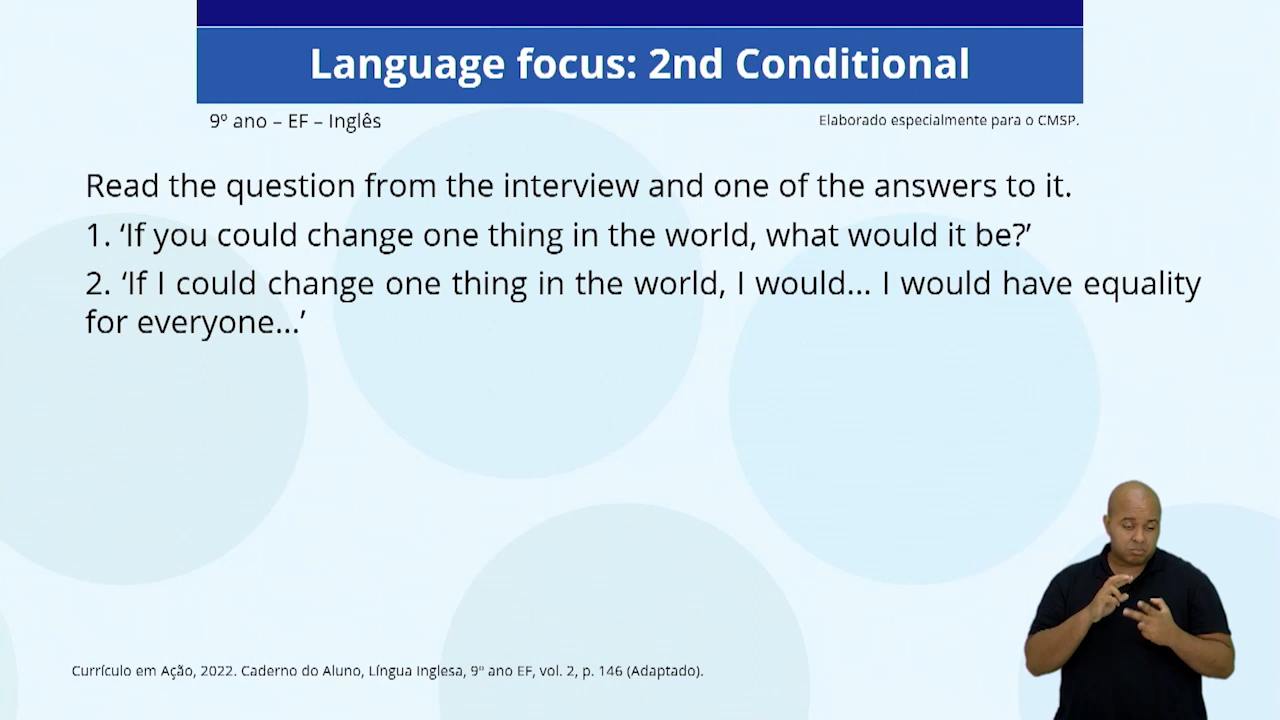 Language focus: 2nd Conditional
9º ano – EF – Inglês
Elaborado especialmente para o CMSP.
Read the question from the interview and one of the answers to it.
1. ‘If you could change one thing in the world, what would it be?’
2. ‘If I could change one thing in the world, I would... I would have equality
for everyone...’
Currículo em Ação, 2022. Caderno do Aluno, Língua Inglesa, 9º ano EF, vol. 2, p. 146 (Adaptado).